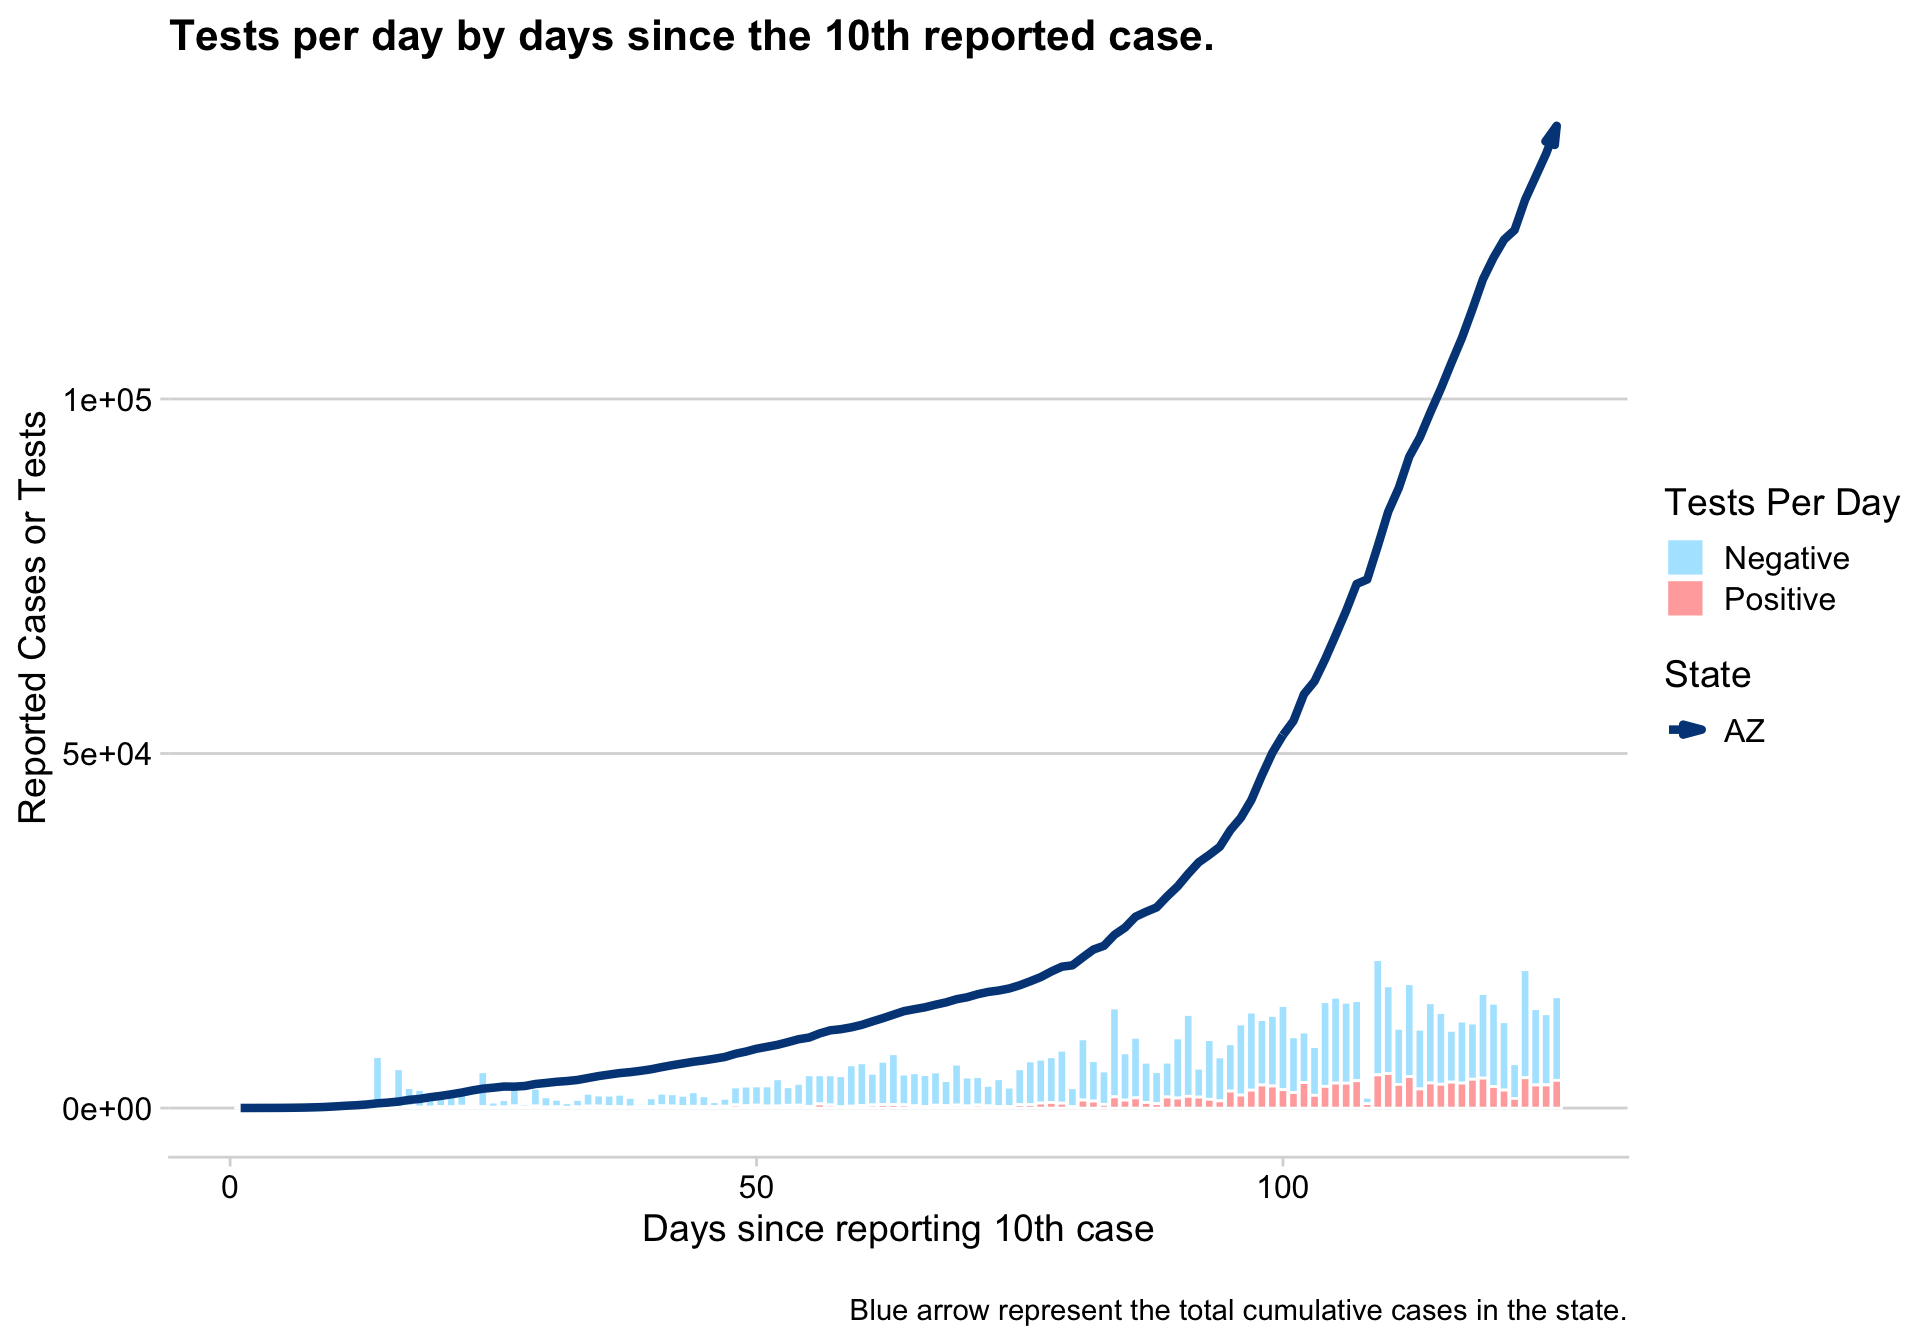 Tests per day by days since the 10th reported case.
Reported Cases or Tests
1e+05
5e+04
0e+00
0
50
100
Days since reporting 10th case
Tests Per Day
Negative
Positive
State
AZ
Blue arrow represent the total cumulative cases in the state.